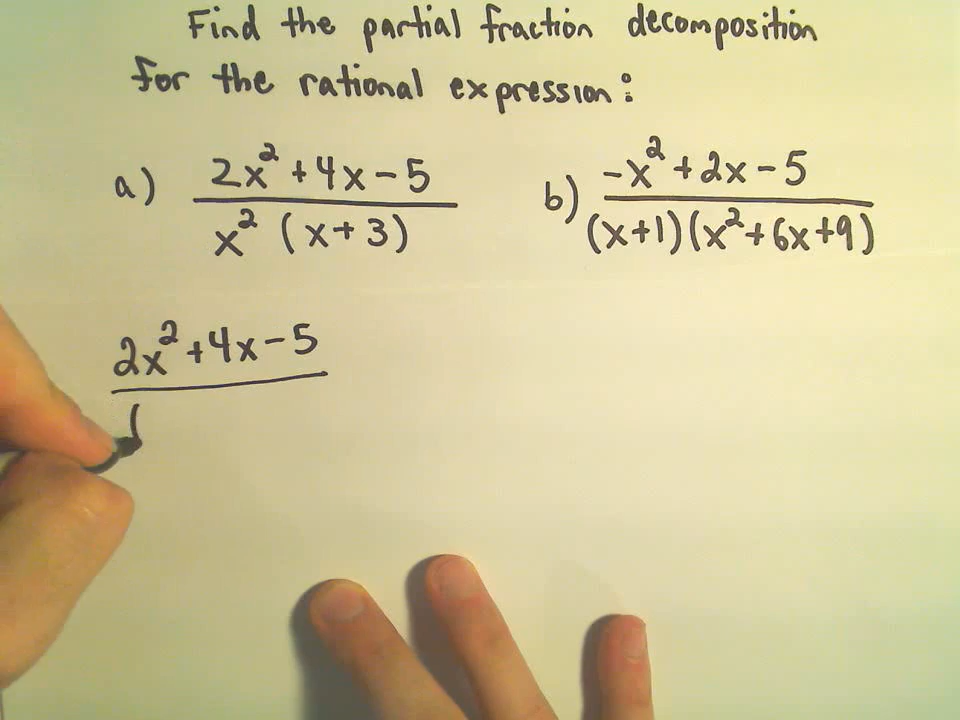 Find the partial fraction decomposition
for the rational expression:
a) 2x² + 4x - 5 b) -x² + 2x - 5
x² (x+3) (x+1)(x² + 6x + 9)
2x² + 4x - 5
(